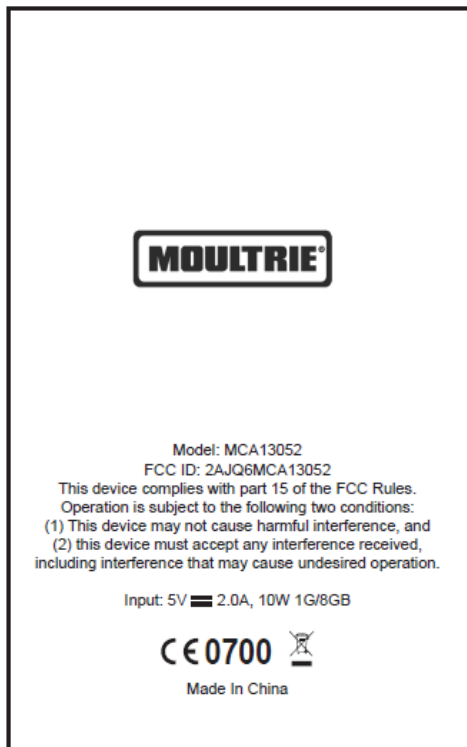 MOULTRIE®
Model: MCA13052
FCC ID: 2AJQ6MCA13052
This device complies with part 15 of the FCC Rules.
Operation is subject to the following two conditions:
(1) This device may not cause harmful interference, and
(2) this device must accept any interference received,
including interference that may cause undesired operation.
Input: 5V ⎓ 2.0A, 10W 1G/8GB
CE0700
Made In China